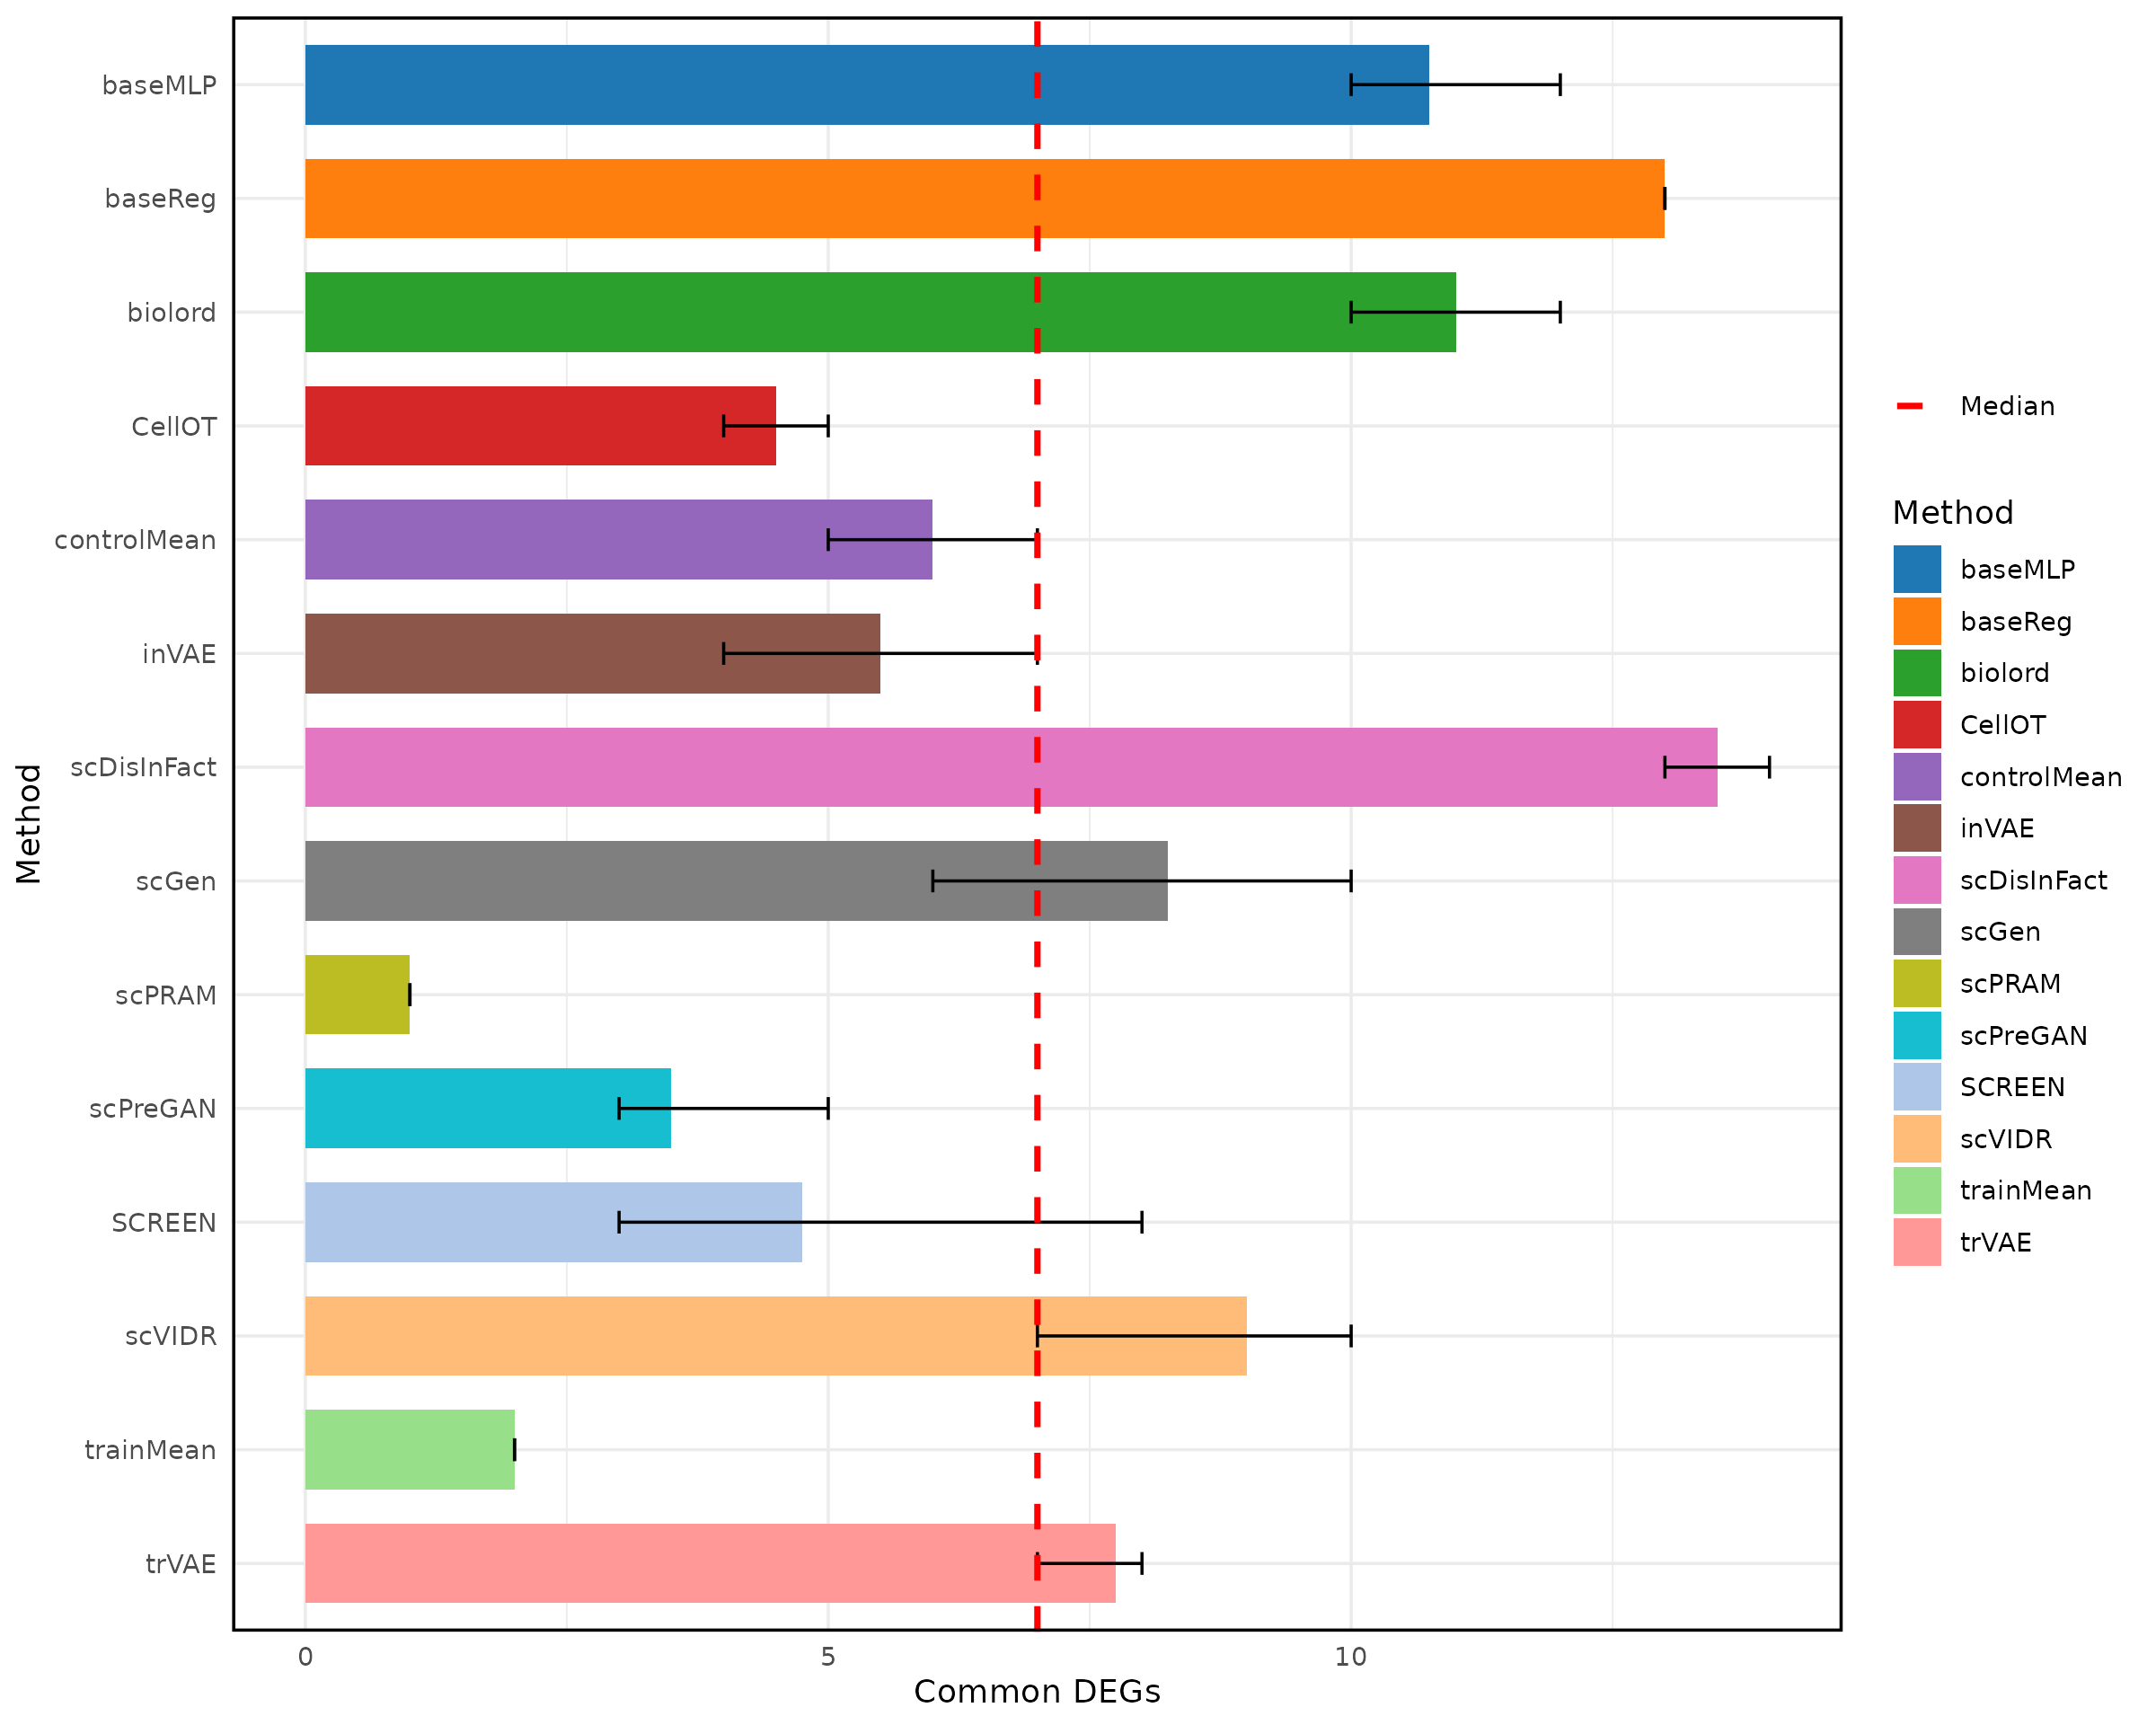 Method
baseMLP
baseReg
biolord
CellOT
controlMean
inVAE
scDisInFact
scGen
scPRAM
scPreGAN
SCREEN
scVIDR
trainMean
trVAE
0 5 10
Common DEGs
Median
Method
baseMLP
baseReg
biolord
CellOT
controlMean
inVAE
scDisInFact
scGen
scPRAM
scPreGAN
SCREEN
scVIDR
trainMean
trVAE